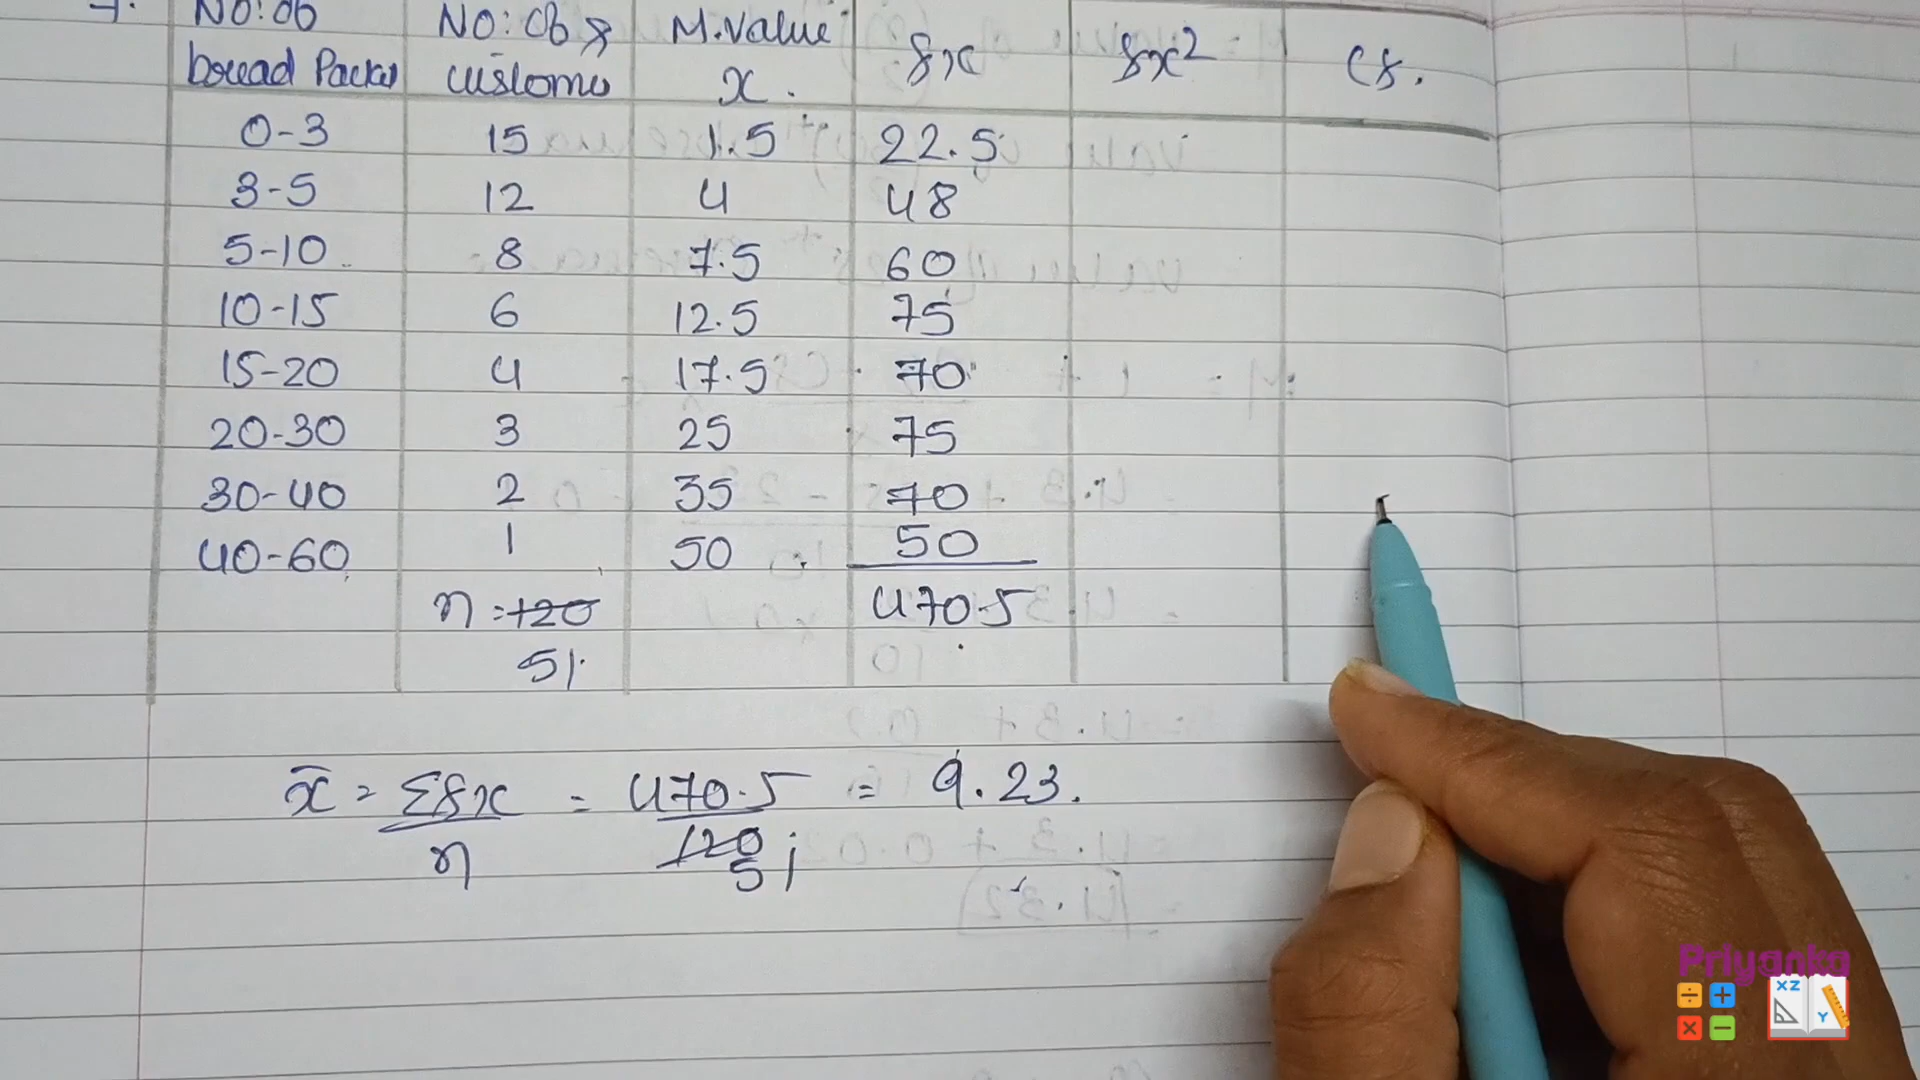 7. No: of bread Packs No: of f customs M.value x. fx fx2 cf.
0-3 15 1.5 22.5
3-5 12 4 48
5-10 8 7.5 60
10-15 6 12.5 75
15-20 4 17.5 70
20-30 3 25 75
30-40 2 35 70
40-60 1 50 50
n = 120 470.5
51.
x̄ = Σfx/n = 470.5/120 51 = 9.23.
Priyanka
XZ
Y